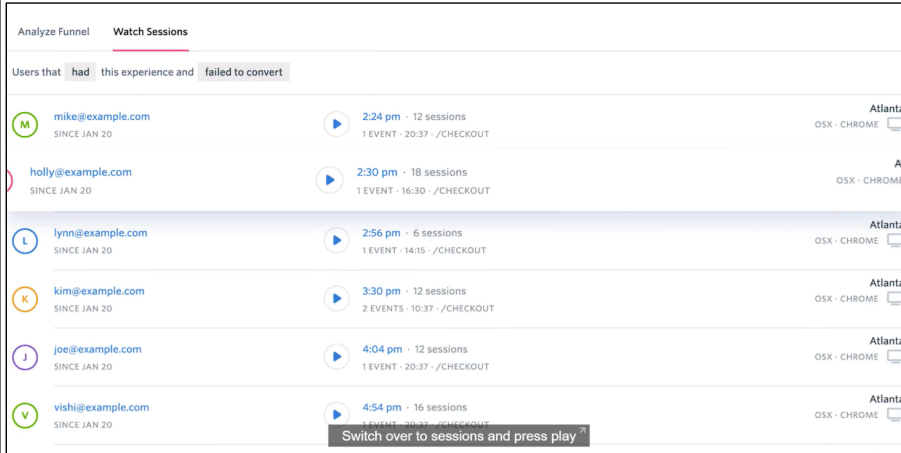 Analyze Funnel Watch Sessions
Users that had this experience and failed to convert
M mike@example.com 2:24 pm · 12 sessions Atlanta
SINCE JAN 20 1 EVENT · 20:37 · /CHECKOUT OSX · CHROME
holly@example.com 2:30 pm · 18 sessions A
SINCE JAN 20 1 EVENT · 16:30 · /CHECKOUT OSX · CHROME
L lynn@example.com 2:56 pm · 6 sessions Atlanta
SINCE JAN 20 1 EVENT · 14:15 · /CHECKOUT OSX · CHROME
K kim@example.com 3:30 pm · 12 sessions Atlanta
SINCE JAN 20 2 EVENTS · 10:37 · /CHECKOUT OSX · CHROME
J joe@example.com 4:04 pm · 12 sessions Atlanta
SINCE JAN 20 1 EVENT · 20:37 · /CHECKOUT OSX · CHROME
V vishi@example.com 4:54 pm · 16 sessions Atlanta
SINCE JAN 20 1 EVENT · 20:37 · /CHECKOUT OSX · CHROME
Switch over to sessions and press play